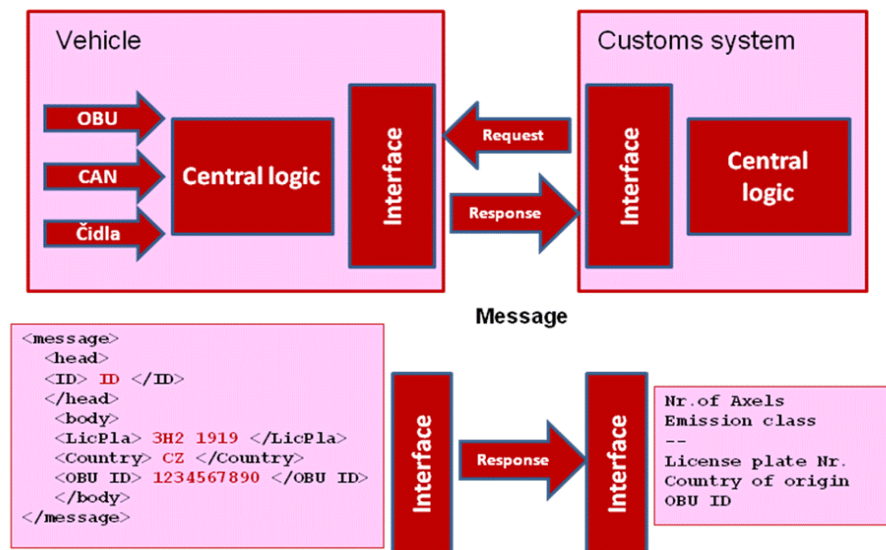 Vehicle
OBU
CAN
Čidla
Central logic
Interface
Request
Response
Customs system
Interface
Central
logic
Message
<message>
<head>
<ID> ID </ID>
</head>
<body>
<LicPla> 3H2 1919 </LicPla>
<Country> CZ </Country>
<OBU ID> 1234567890 </OBU ID>
</body>
</message>
Interface
Response
Interface
Nr.of Axels
Emission class
--
License plate Nr.
Country of origin
OBU ID